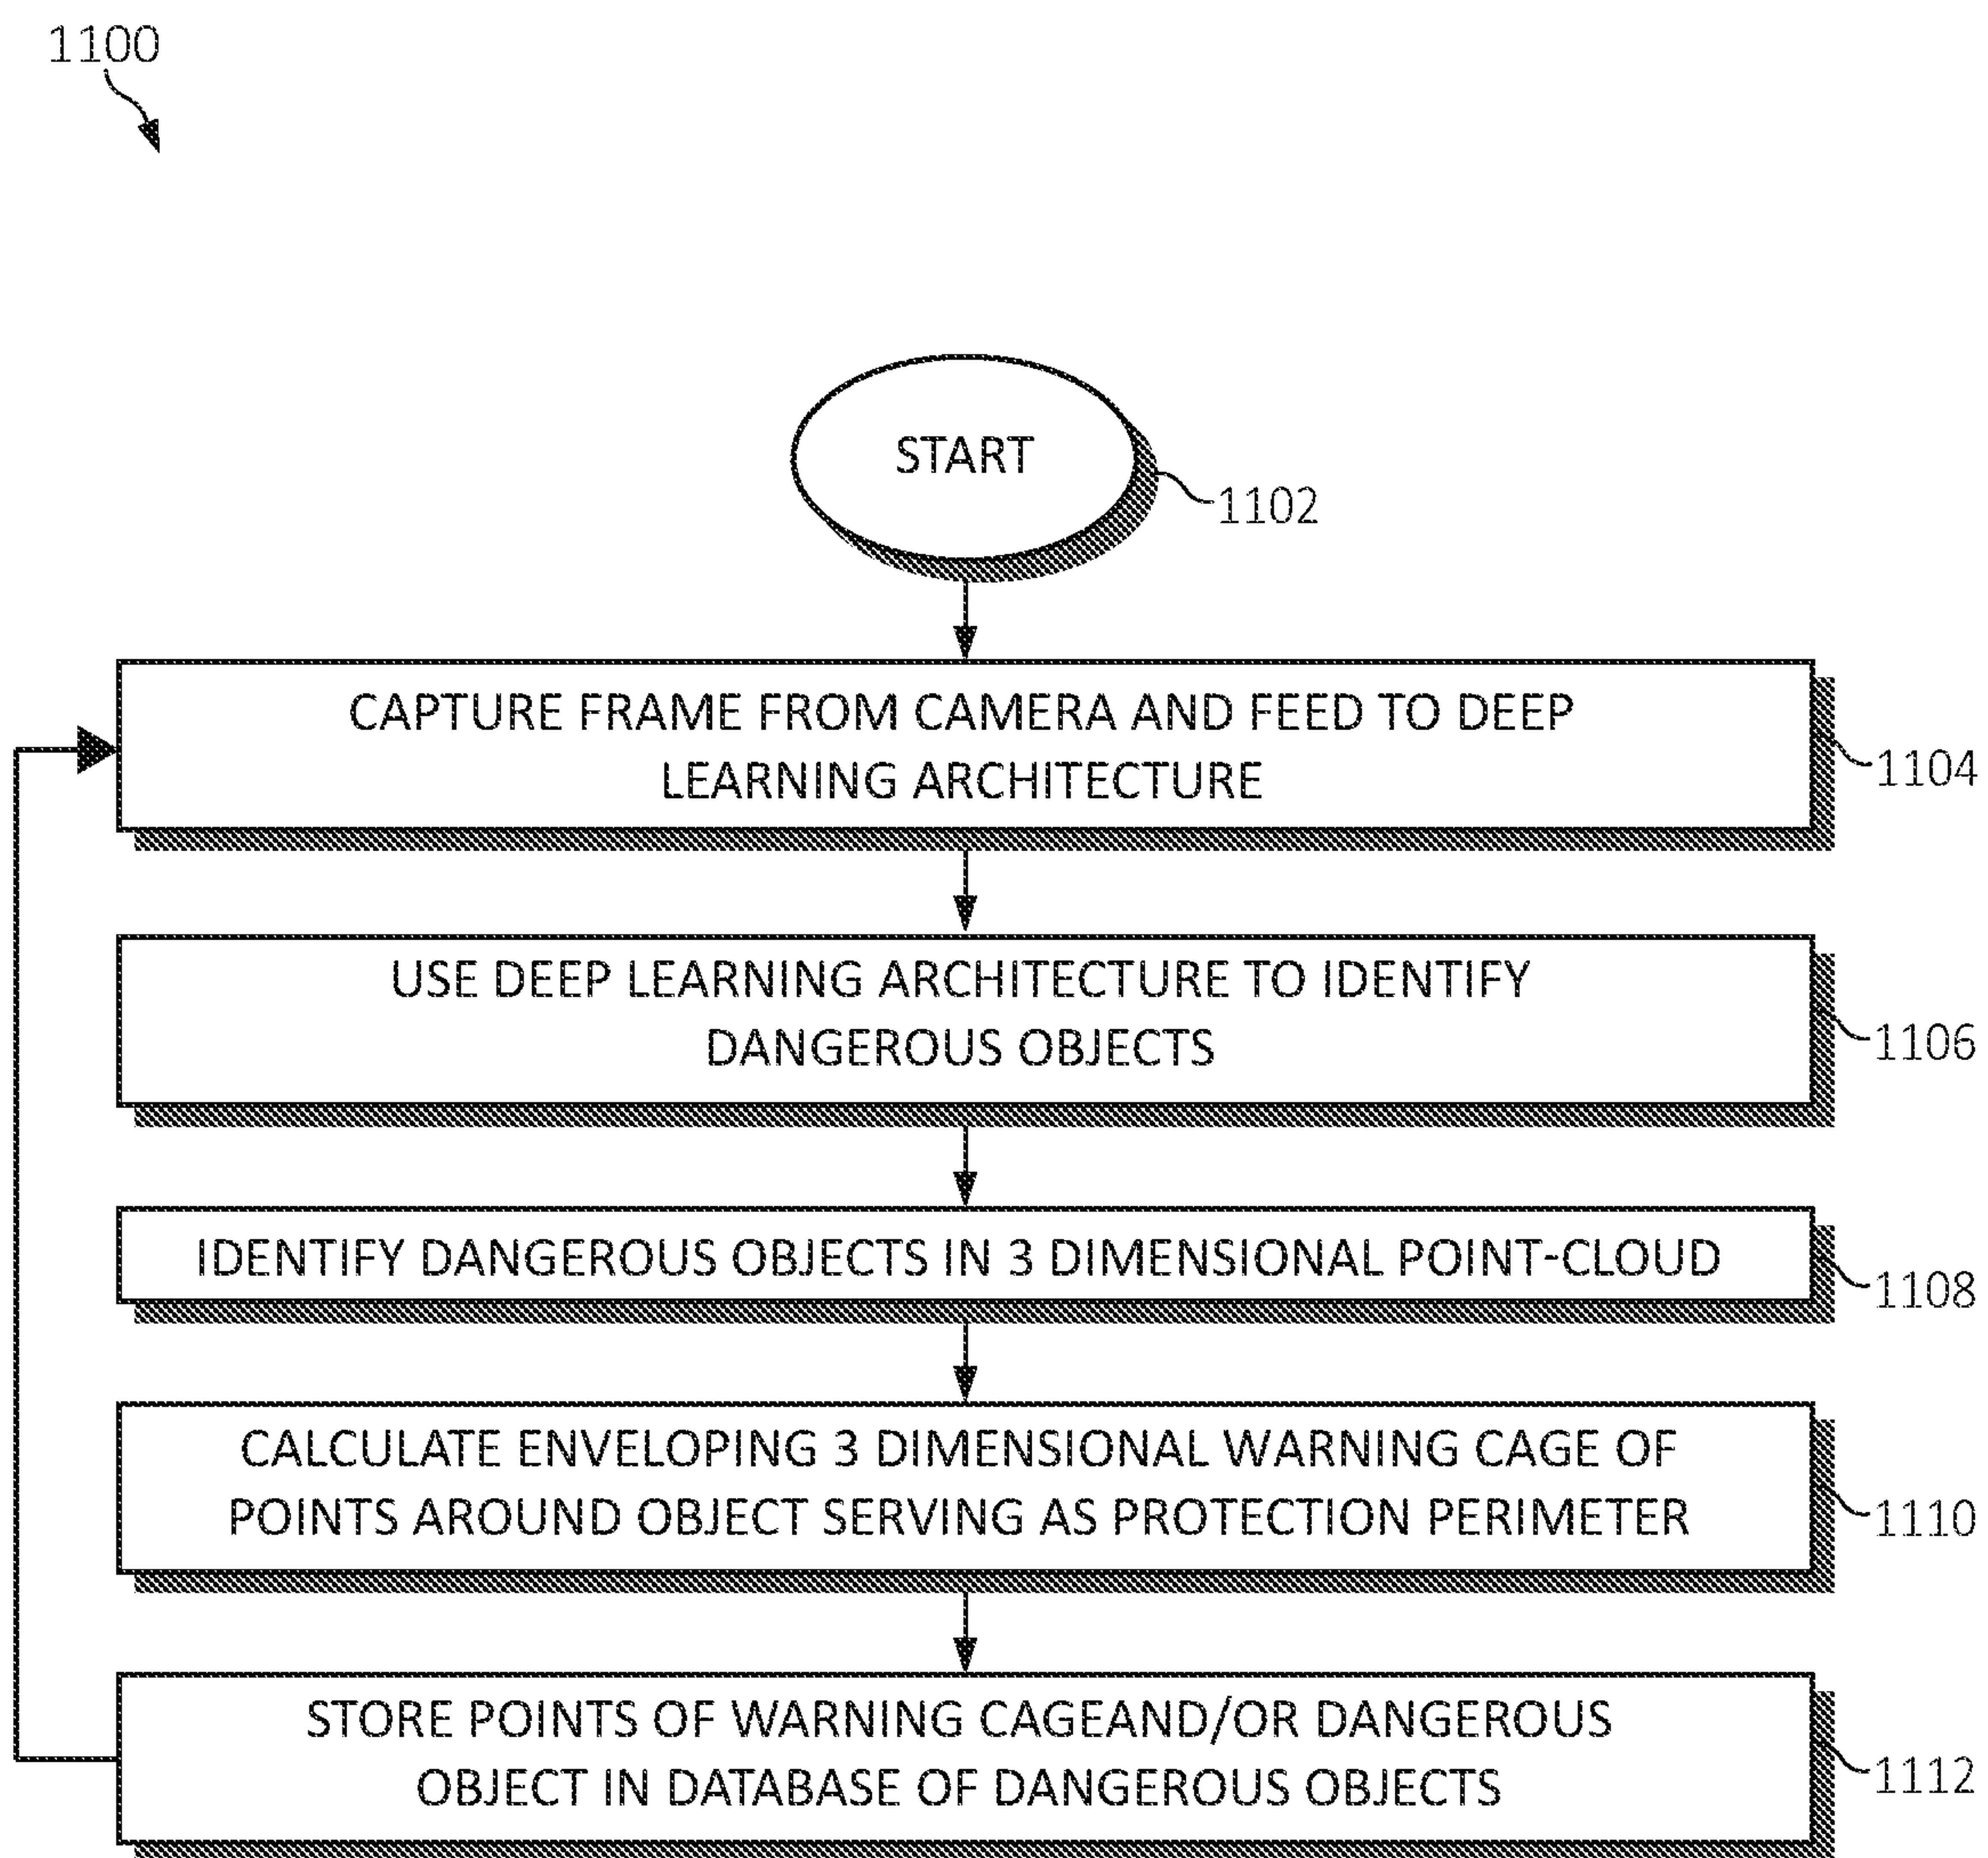 1100
START
1102
CAPTURE FRAME FROM CAMERA AND FEED TO DEEP
LEARNING ARCHITECTURE
1104
USE DEEP LEARNING ARCHITECTURE TO IDENTIFY
DANGEROUS OBJECTS
1106
IDENTIFY DANGEROUS OBJECTS IN 3 DIMENSIONAL POINT-CLOUD
1108
CALCULATE ENVELOPING 3 DIMENSIONAL WARNING CAGE OF
POINTS AROUND OBJECT SERVING AS PROTECTION PERIMETER
1110
STORE POINTS OF WARNING CAGEAND/OR DANGEROUS
OBJECT IN DATABASE OF DANGEROUS OBJECTS
1112